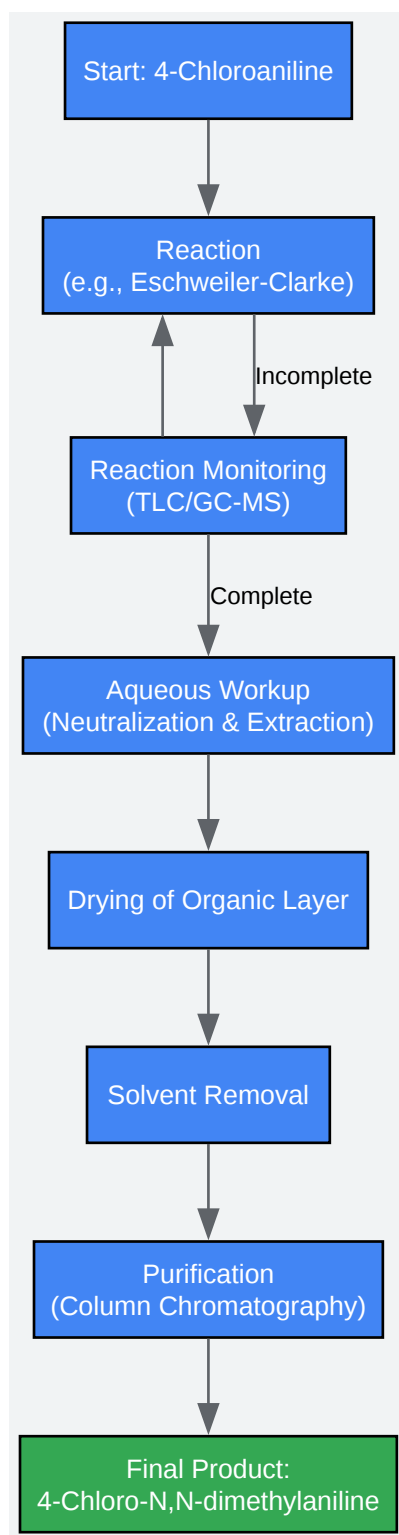 Start: 4-Chloroaniline
Reaction
(e.g., Eschweiler-Clarke)
Incomplete
Reaction Monitoring
(TLC/GC-MS)
Complete
Aqueous Workup
(Neutralization & Extraction)
Drying of Organic Layer
Solvent Removal
Purification
(Column Chromatography)
Final Product:
4-Chloro-N,N-dimethylaniline